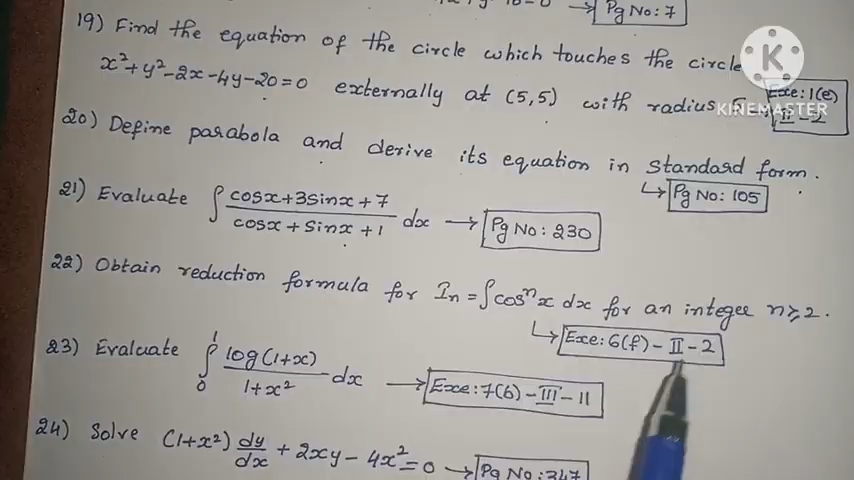 → Pg No: 7
19) Find the equation of the circle which touches the circle
x²+y²-2x-4y-20=0 externally at (5,5) with radius 5
Exe: 1(e)
II-2
KINEMASTER
20) Define parabola and derive its equation in standard form.
↳ Pg No: 105
21) Evaluate ∫ (cosx+3sinx+7)/(cosx+sinx+1) dx → Pg No: 230
22) Obtain reduction formula for In = ∫cosⁿx dx for an integer n≥2.
↳ Exe: 6(f)-II-2
23) Evaluate ∫₀¹ log(1+x)/(1+x²) dx → Exe: 7(b)-III-11
24) Solve (1+x²) dy/dx + 2xy - 4x² = 0 → Pg No: 347